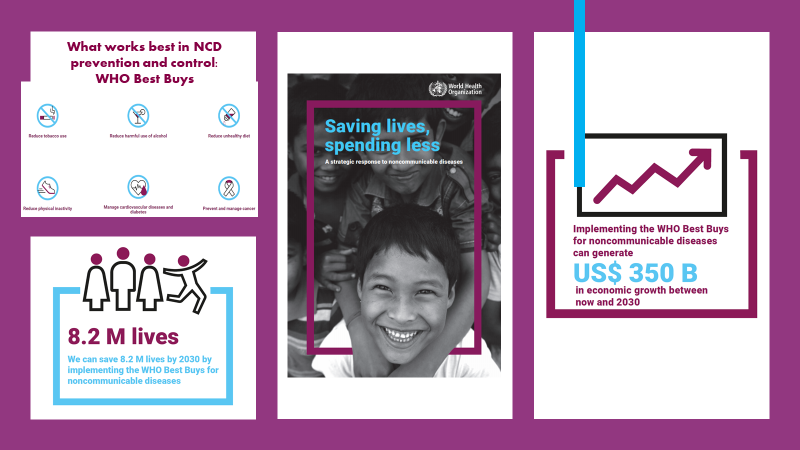 What works best in NCD
prevention and control:
WHO Best Buys
Reduce tobacco use
Reduce harmful use of alcohol
Reduce unhealthy diet
Reduce physical inactivity
Manage cardiovascular diseases and
diabetes
Prevent and manage cancer
8.2 M lives
We can save 8.2 M lives by 2030 by
implementing the WHO Best Buys for
noncommunicable diseases
World Health
Organization
Saving lives,
spending less
A strategic response to noncommunicable diseases
Implementing the WHO Best Buys
for noncommunicable diseases
can generate
US$ 350 B
in economic growth between
now and 2030